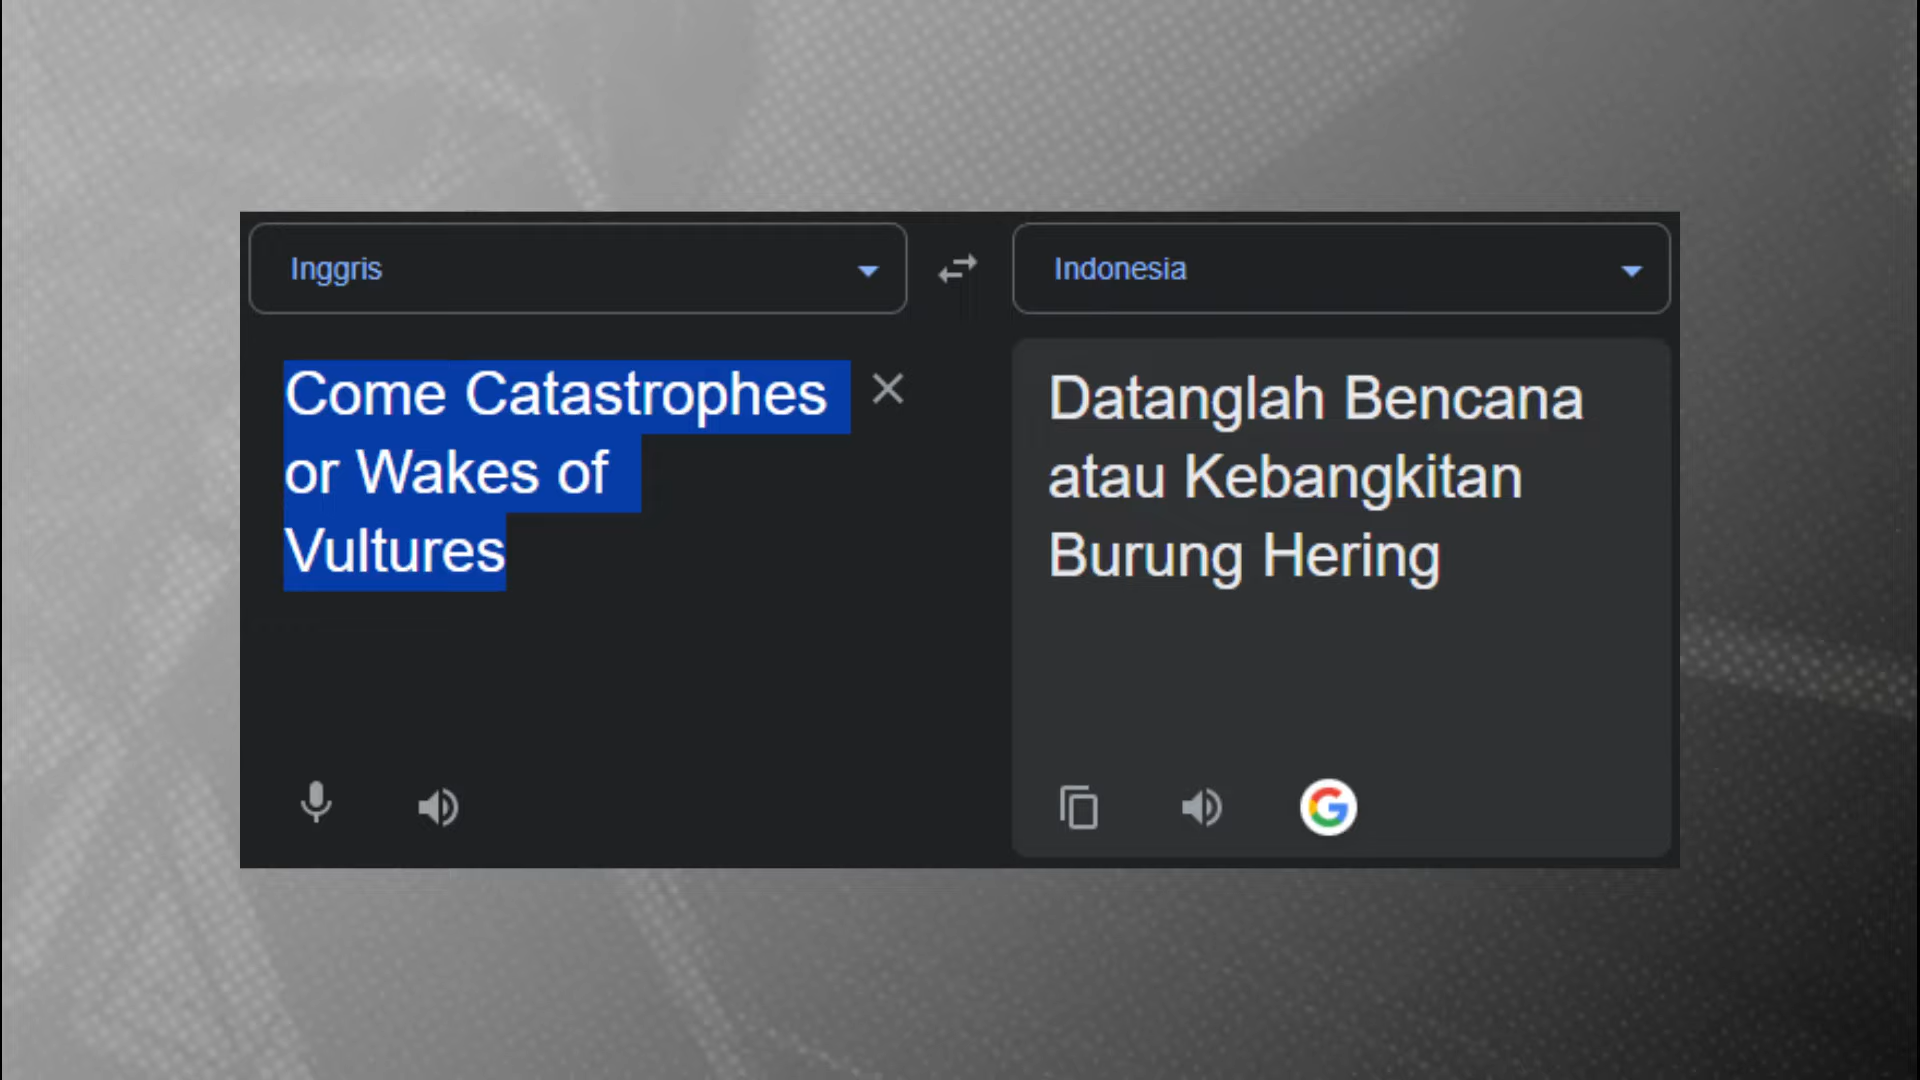 Inggris
Indonesia
Come Catastrophes
or Wakes of
Vultures
Datanglah Bencana
atau Kebangkitan
Burung Hering